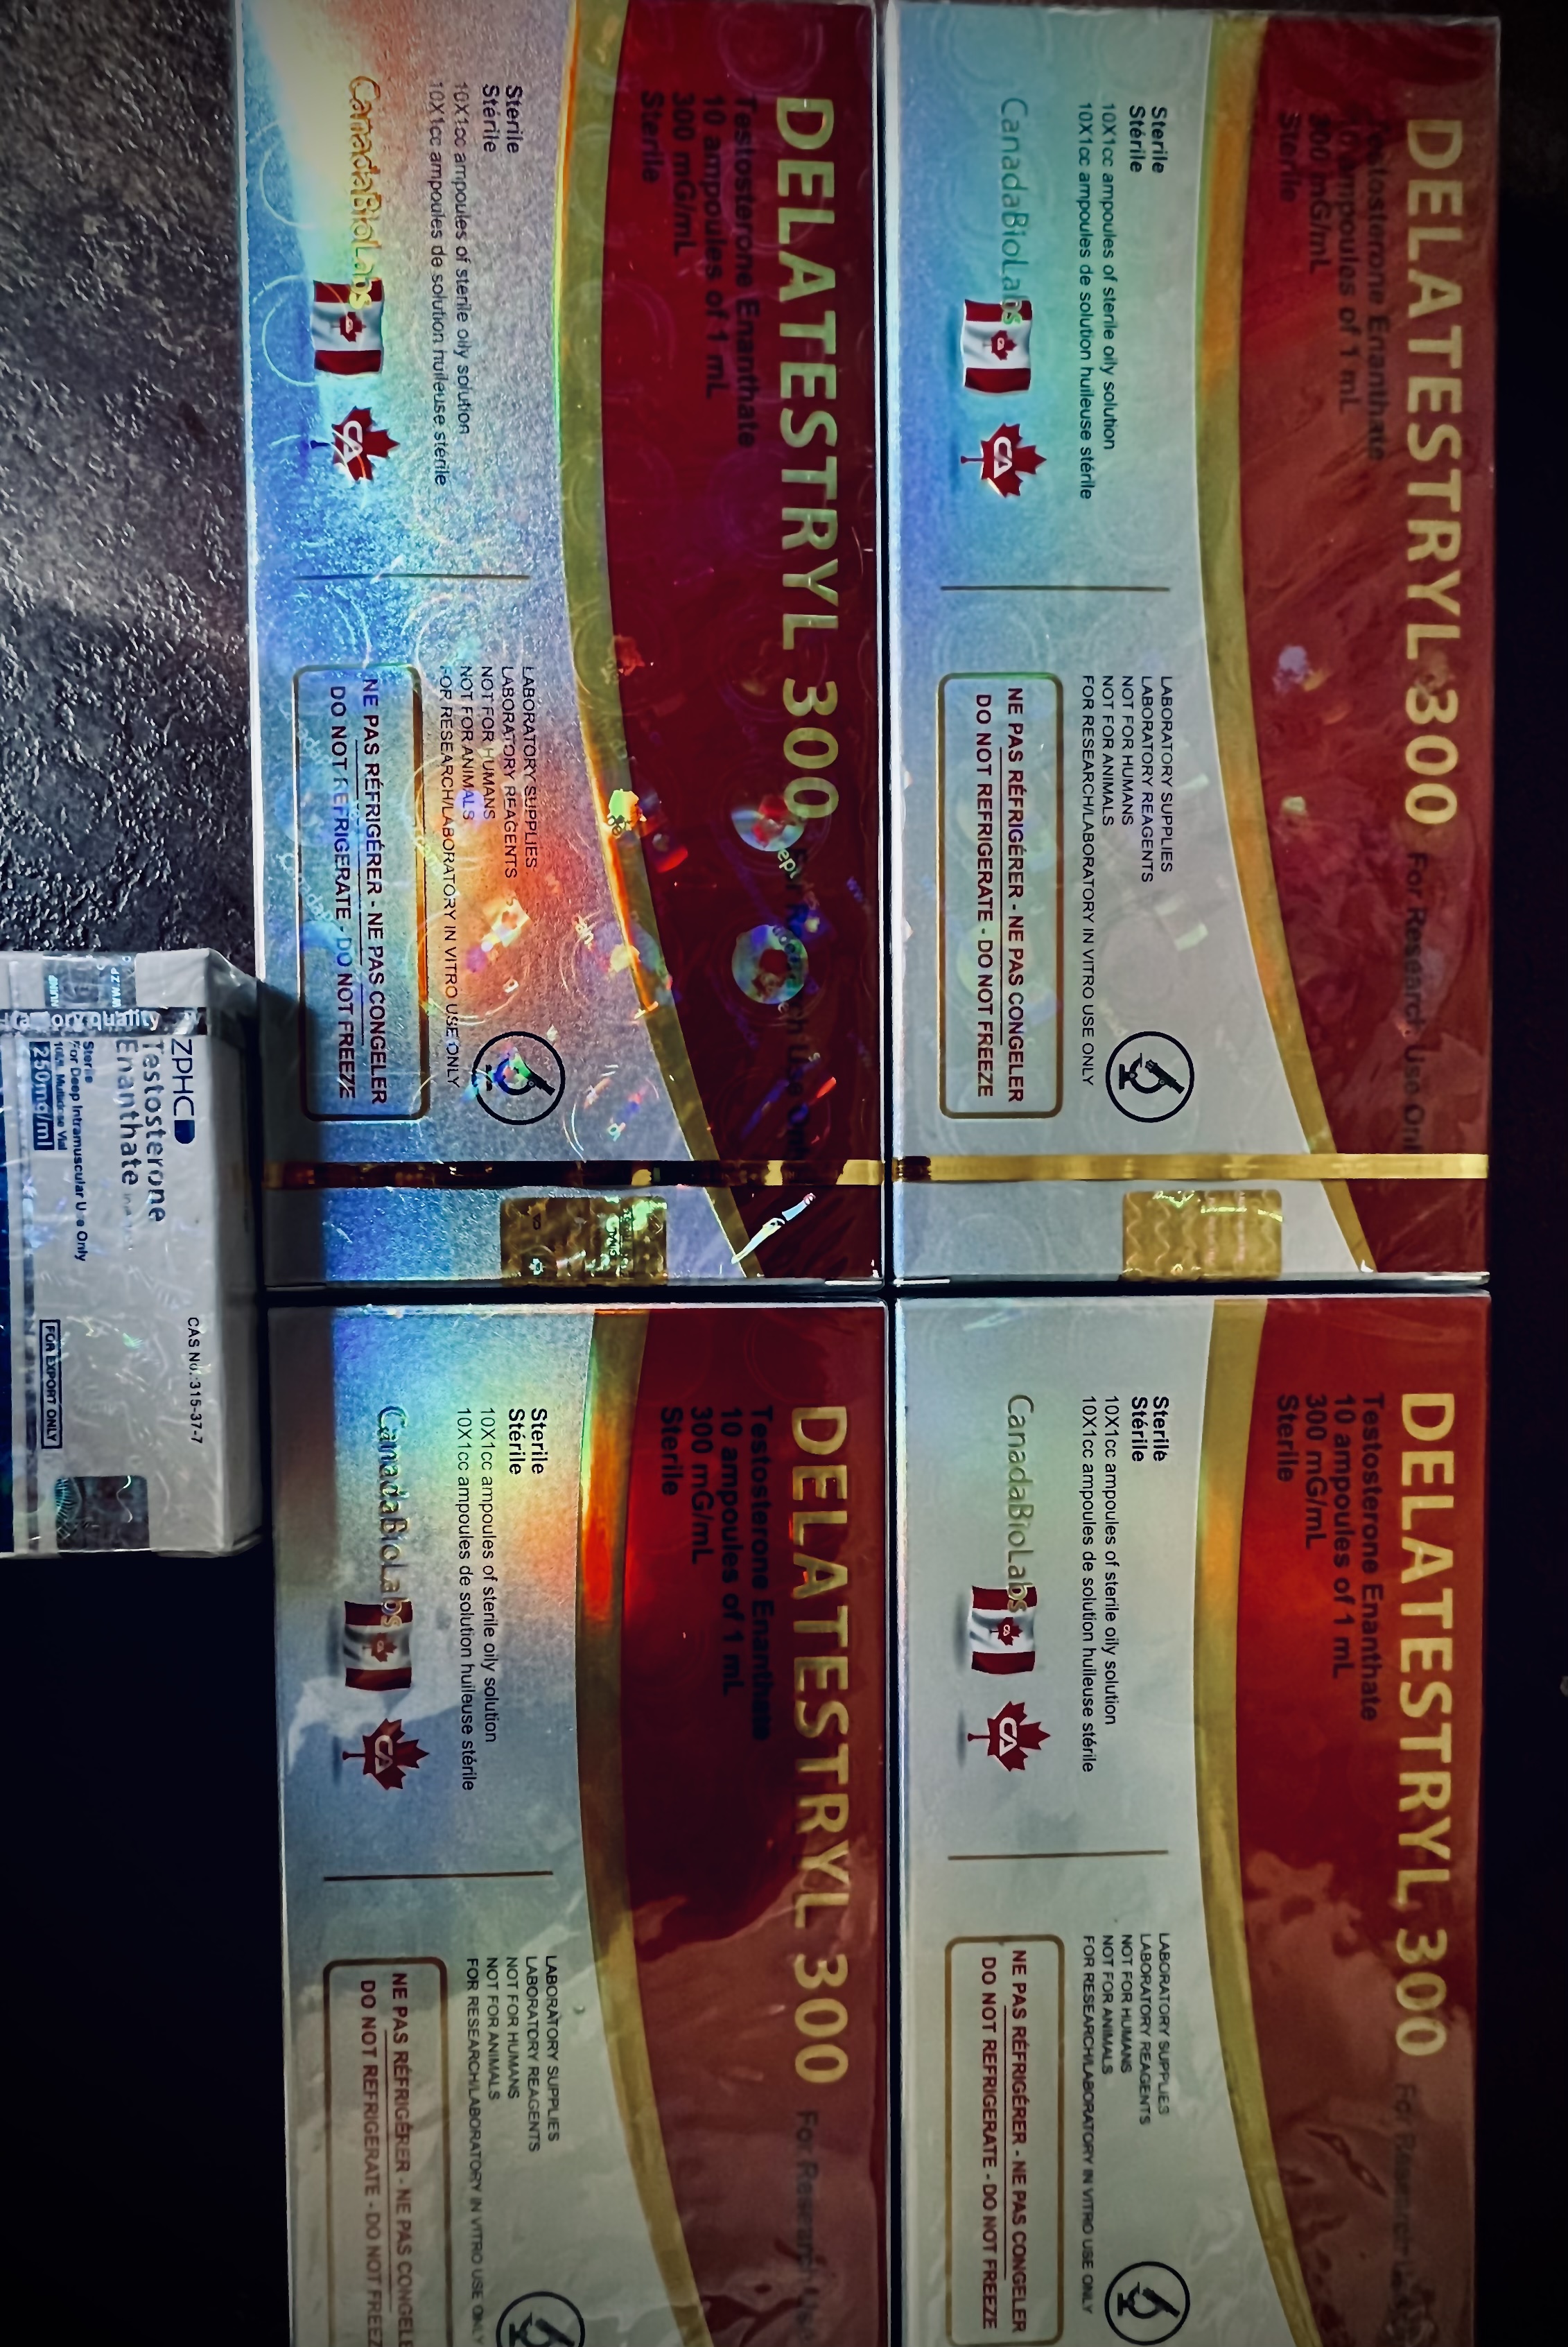 DELATESTRYL 300
Testosterone Enanthate
10 ampoules of 1 mL
300 mG/mL
Sterile
For Research Use Only
Sterile
Stérile
10X1cc ampoules of sterile oily solution
10X1cc ampoules de solution huileuse stérile
CanadaBioLabs
CA
LABORATORY SUPPLIES
LABORATORY REAGENTS
NOT FOR HUMANS
NOT FOR ANIMALS
FOR RESEARCH/LABORATORY IN VITRO USE ONLY
NE PAS RÉFRIGÉRER - NE PAS CONGELER
DO NOT REFRIGERATE - DO NOT FREEZE
DELATESTRYL 300
Testosterone Enanthate
10 ampoules of 1 mL
300 mG/mL
Sterile
For Research
Sterile
Stérile
10X1cc ampoules of sterile oily solution
10X1cc ampoules de solution huileuse stérile
CanadaBioLabs
CA
LABORATORY SUPPLIES
LABORATORY REAGENTS
NOT FOR HUMANS
NOT FOR ANIMALS
FOR RESEARCH/LABORATORY IN VITRO USE ONLY
NE PAS RÉFRIGÉRER - NE PAS CONGELER
DO NOT REFRIGERATE - DO NOT FREEZE
DELATESTRYL 300
Testosterone Enanthate
10 ampoules of 1 mL
300 mG/mL
Sterile
For Research Use Only
Sterile
Stérile
10X1cc ampoules of sterile oily solution
10X1cc ampoules de solution huileuse stérile
CanadaBioLabs
CA
LABORATORY SUPPLIES
LABORATORY REAGENTS
NOT FOR HUMANS
NOT FOR ANIMALS
FOR RESEARCH/LABORATORY IN VITRO USE ONLY
NE PAS RÉFRIGÉRER - NE PAS CONGELER
DO NOT REFRIGERATE - DO NOT FREEZE
DELATESTRYL 300
Testosterone Enanthate
10 ampoules of 1 mL
300 mG/mL
Sterile
For Research
Sterile
Stérile
10X1cc ampoules of sterile oily solution
10X1cc ampoules de solution huileuse stérile
CanadaBioLabs
CA
LABORATORY SUPPLIES
LABORATORY REAGENTS
NOT FOR HUMANS
NOT FOR ANIMALS
FOR RESEARCH/LABORATORY IN VITRO USE ONLY
NE PAS RÉFRIGÉRER - NE PAS CONGELE
DO NOT REFRIGERATE - DO NOT FREEZ
quality
ZPHC
CAS No.:315-37-7
Testosterone
Enanthate
Sterile
For Deep Intramuscular Use Only
Multidose Vial
250mg/ml
FOR EXPORT ONLY